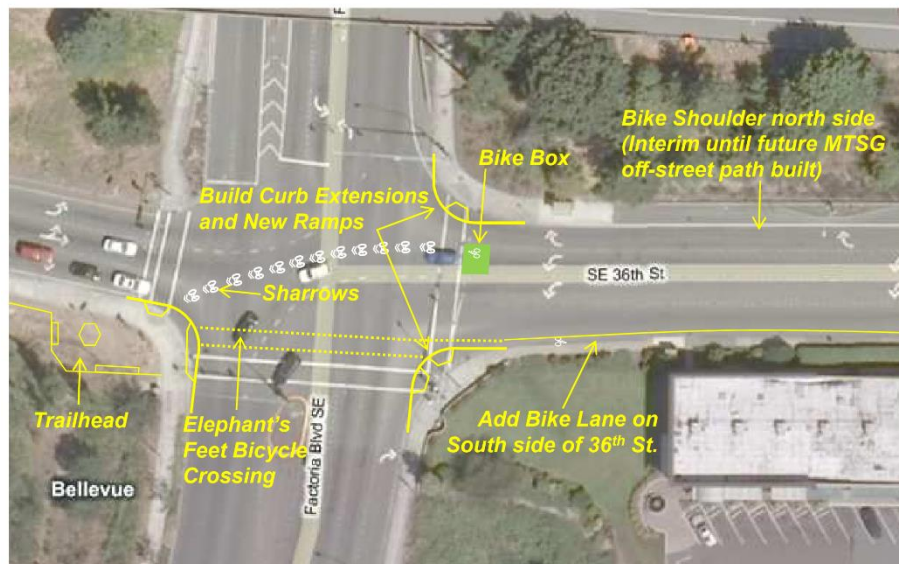 F
Bike Shoulder north side
(Interim until future MTSG
off-street path built)
Bike Box
Build Curb Extensions
and New Ramps
SE 36th St
Sharrows
Trailhead
Elephant's
Feet Bicycle
Crossing
Add Bike Lane on
South side of 36th St.
Factoria Blvd SE
Bellevue